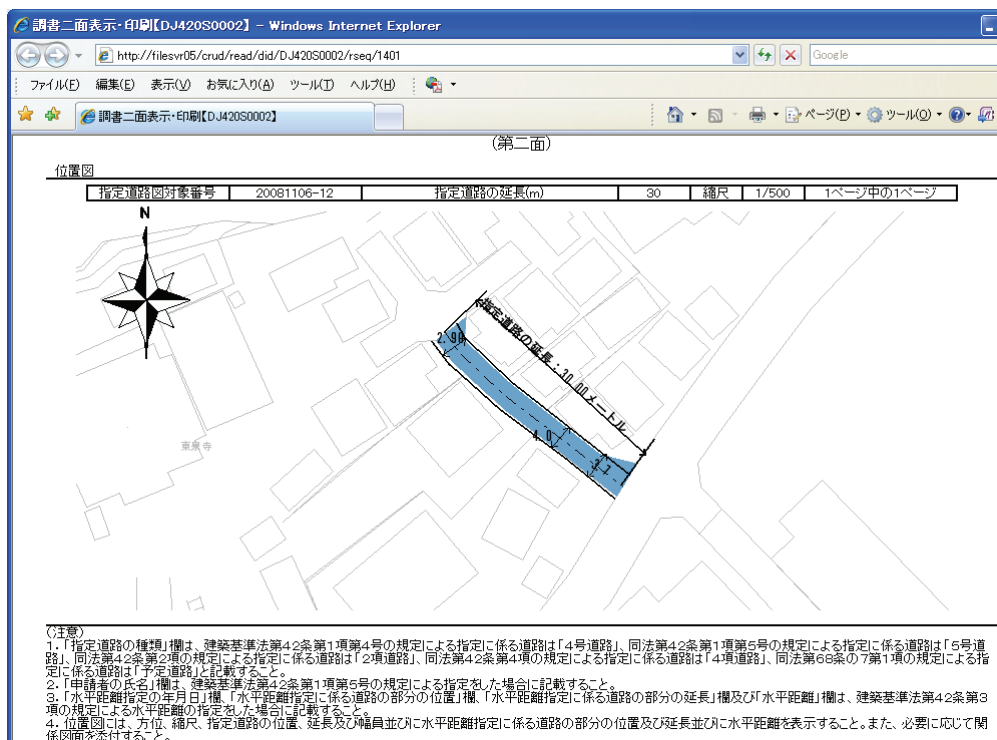 調書二面表示・印刷【DJ420S0002】 - Windows Internet Explorer
http://filesvr05/crud/read/did/DJ420S0002/rseq/1401
Google
ファイル(F) 編集(E) 表示(V) お気に入り(A) ツール(T) ヘルプ(H)
調書二面表示・印刷【DJ420S0002】
ページ(P) ツール(O)
(第二面)
位置図
指定道路図対象番号 20081106-12 指定道路の延長(m) 30 縮尺 1/500 1ページ中の1ページ
N
指定道路の延長:30.00メートル
2.90
4.0
3.7
東泉寺
(注意)
1.「指定道路の種類」欄は、建築基準法第42条第1項第4号の規定による指定に係る道路は「4号道路」、同法第42条第1項第5号の規定による指定に係る道路は「5号道
路」、同法第42条第2項の規定による指定に係る道路は「2項道路」、同法第42条第4項の規定による指定に係る道路は「4項道路」、同法第68条の7第1項の規定による指
定に係る道路は「予定道路」と記載すること。
2.「申請者の氏名」欄は、建築基準法第42条第1項第5号の規定による指定をした場合に記載すること。
3.「水平距離指定の年月日」欄、「水平距離指定に係る道路の部分の位置」欄、「水平距離指定に係る道路の部分の延長」欄及び「水平距離」欄は、建築基準法第42条第3
項の規定による水平距離の指定をした場合に記載すること。
4. 位置図には、方位、縮尺、指定道路の位置、延長及び幅員並びに水平距離指定に係る道路の部分の位置及び延長並びに水平距離を表示すること。また、必要に応じて関
係図面を添付すること。